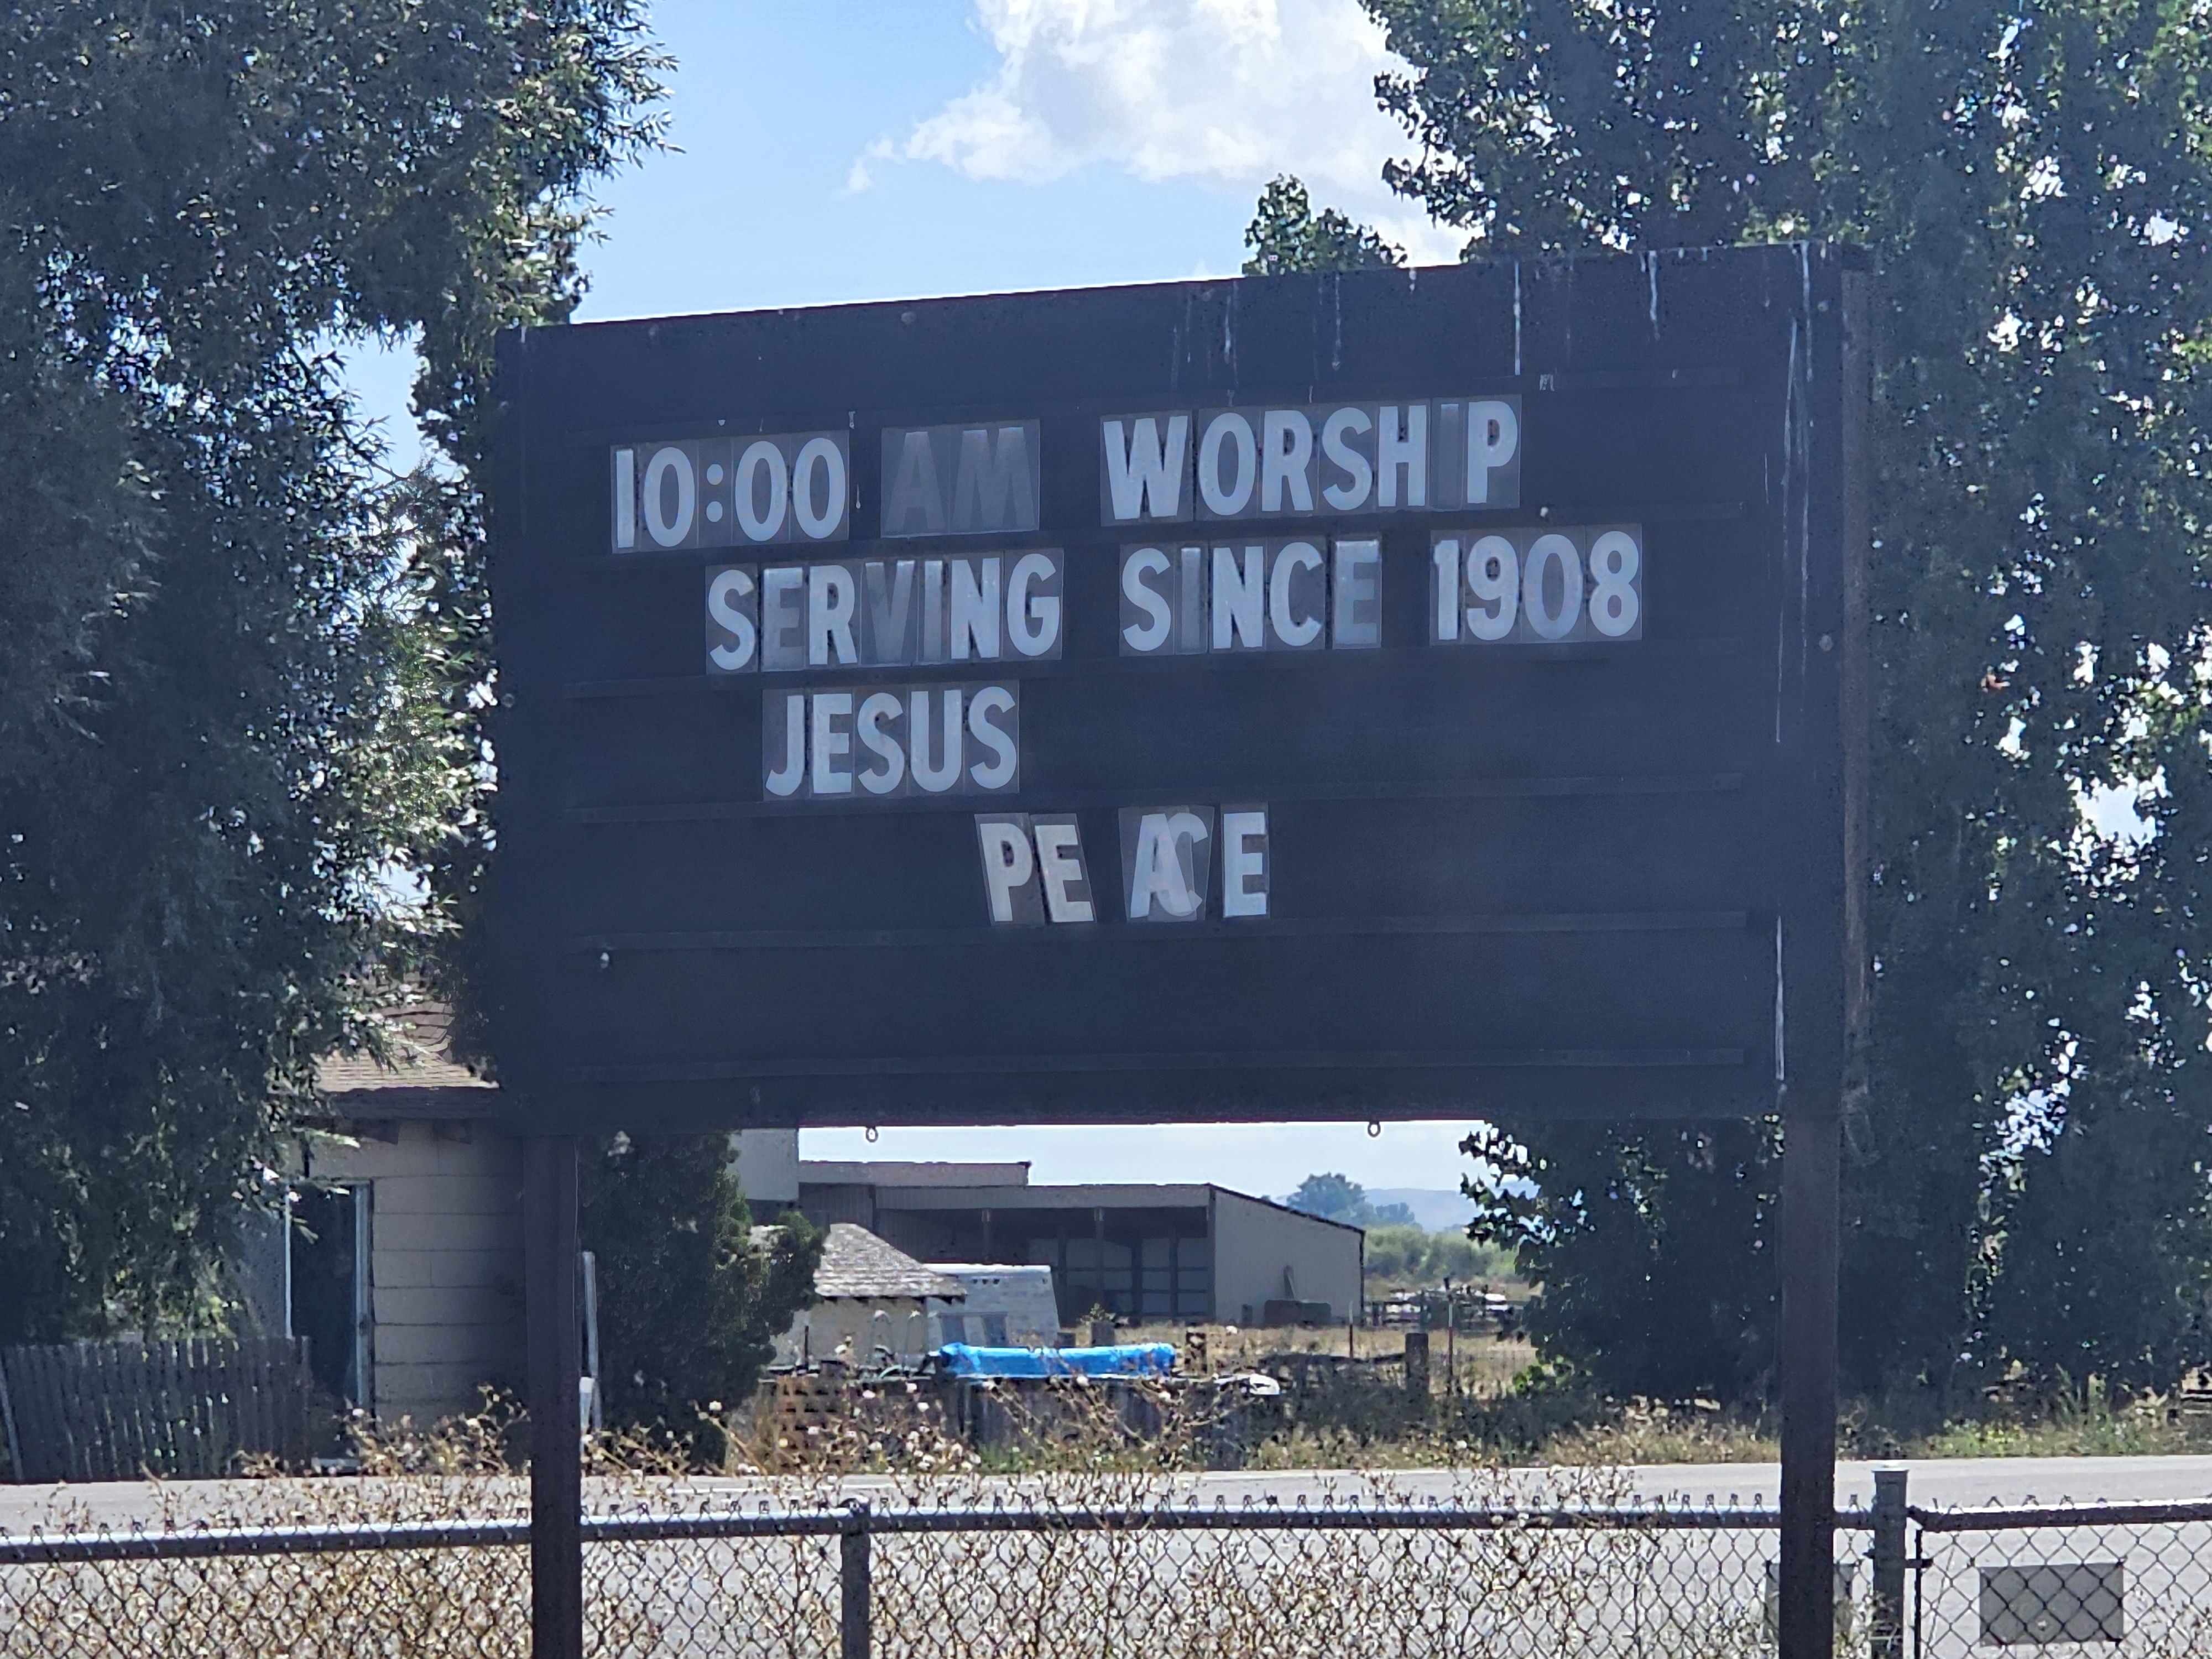 10:00 AM WORSHIP
SERVING SINCE 1908
JESUS
PE ACE